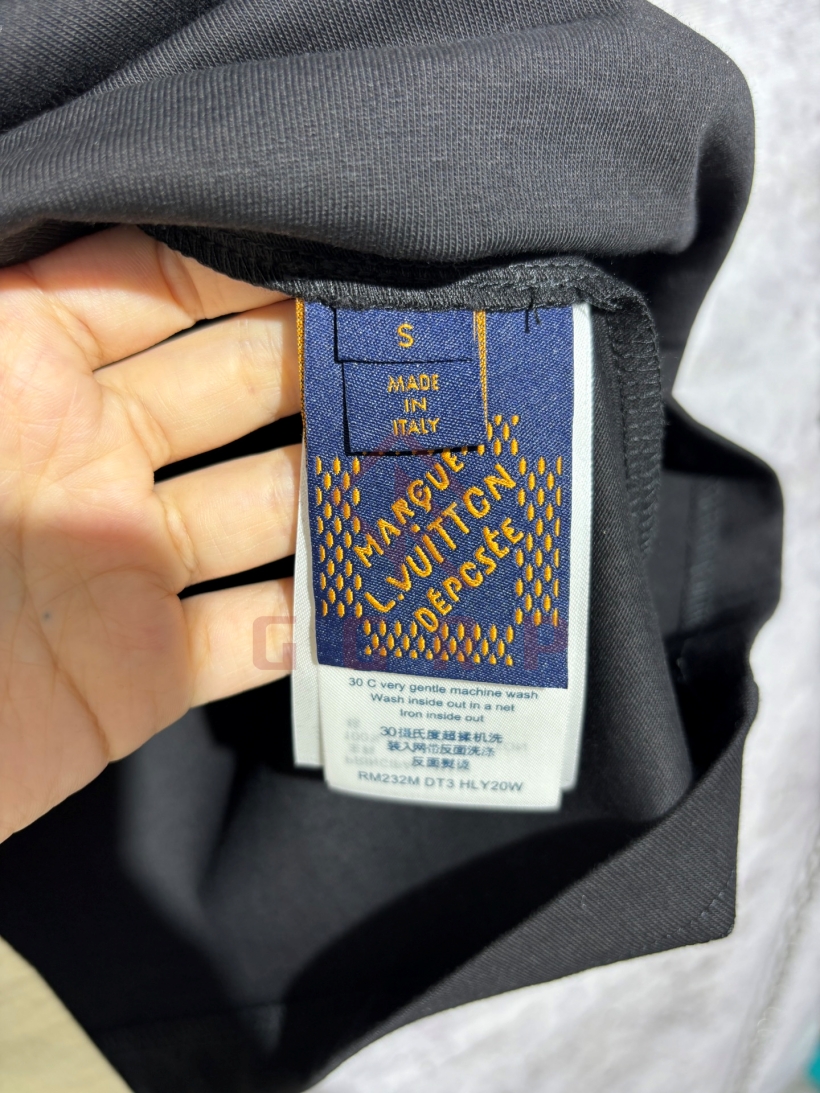 S
MADE
IN
ITALY
MARQUE
L.VUITTON
DÉPOSÉE
30 C very gentle machine wash
Wash inside out in a net
Iron inside out
30摄氏度超柔机洗
装入网中反面洗涤
反面熨烫
RM232M DT3 HLY20W